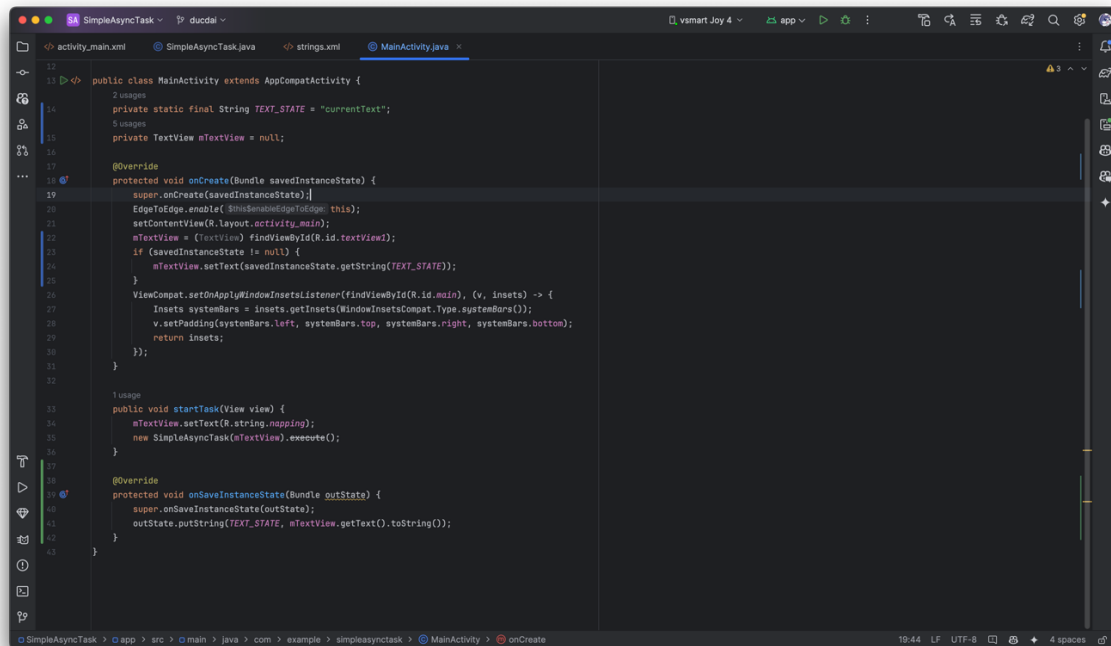 SA SimpleAsyncTask ducdai vsmart Joy 4 app
activity_main.xml SimpleAsyncTask.java strings.xml MainActivity.java ×
12
3
13 public class MainActivity extends AppCompatActivity {
2 usages
14 private static final String TEXT_STATE = "currentText";
5 usages
15 private TextView mTextView = null;
16
17 @Override
18 protected void onCreate(Bundle savedInstanceState) {
19 super.onCreate(savedInstanceState);
20 EdgeToEdge.enable( $this$enableEdgeToEdge: this);
21 setContentView(R.layout.activity_main);
22 mTextView = (TextView) findViewById(R.id.textView1);
23 if (savedInstanceState != null) {
24 mTextView.setText(savedInstanceState.getString(TEXT_STATE));
25 }
26 ViewCompat.setOnApplyWindowInsetsListener(findViewById(R.id.main), (v, insets) -> {
27 Insets systemBars = insets.getInsets(WindowInsetsCompat.Type.systemBars());
28 v.setPadding(systemBars.left, systemBars.top, systemBars.right, systemBars.bottom);
29 return insets;
30 });
31 }
32
1 usage
33 public void startTask(View view) {
34 mTextView.setText(R.string.napping);
35 new SimpleAsyncTask(mTextView).execute();
36 }
37
38 @Override
39 protected void onSaveInstanceState(Bundle outState) {
40 super.onSaveInstanceState(outState);
41 outState.putString(TEXT_STATE, mTextView.getText().toString());
42 }
43 }
SimpleAsyncTask > app > src > main > java > com > example > simpleasynctask > MainActivity > onCreate 19:44 LF UTF-8 4 spaces